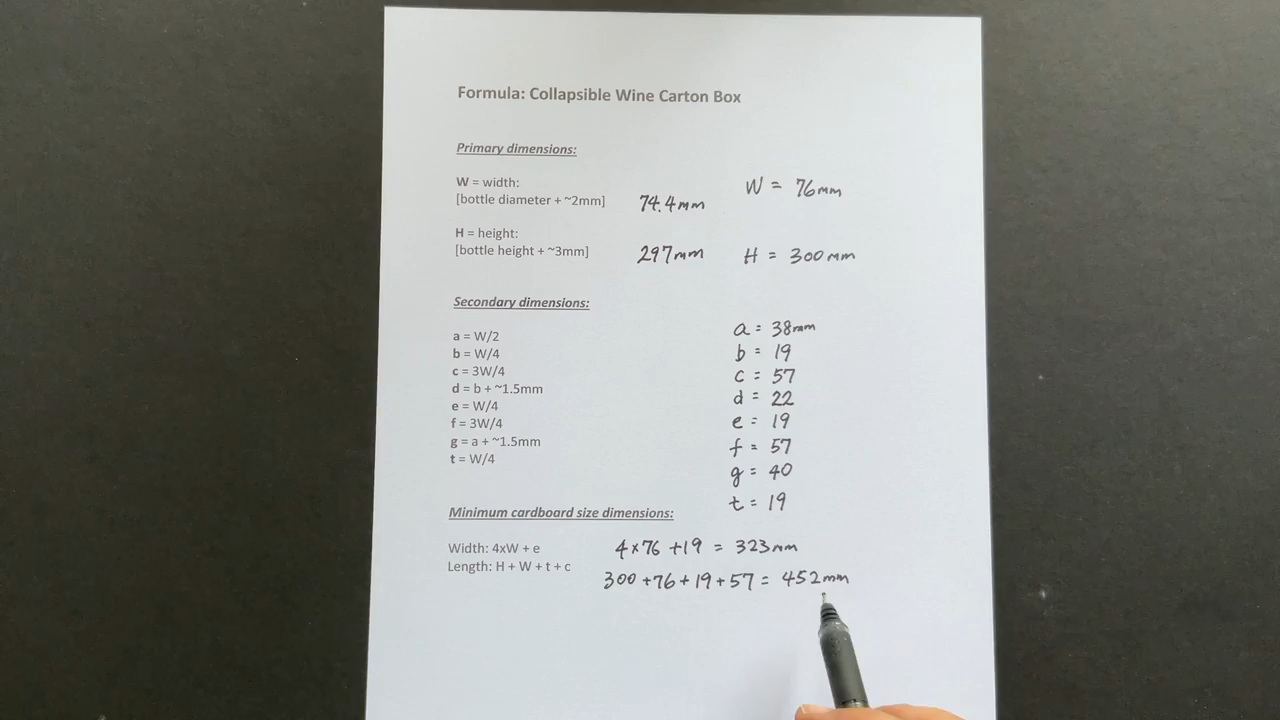 Formula: Collapsible Wine Carton Box
Primary dimensions:
W = width:
[bottle diameter + ~2mm] 74.4mm W = 76mm
H = height:
[bottle height + ~3mm] 297mm H = 300mm
Secondary dimensions:
a = W/2 a = 38mm
b = W/4 b = 19
c = 3W/4 c = 57
d = b + ~1.5mm d = 22
e = W/4 e = 19
f = 3W/4 f = 57
g = a + ~1.5mm g = 40
t = W/4 t = 19
Minimum cardboard size dimensions:
Width: 4xW + e 4×76 +19 = 323mm
Length: H + W + t + c 300 +76 + 19 + 57 = 452mm